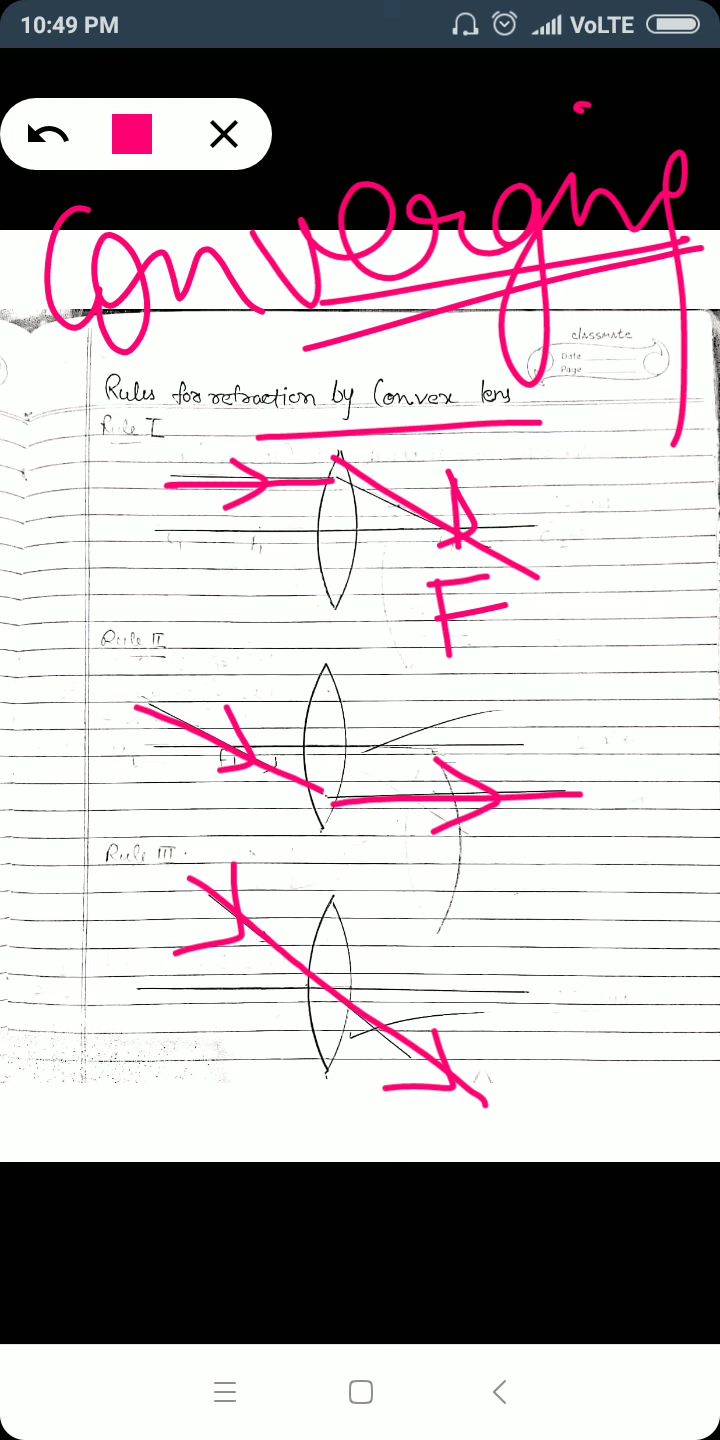 10:49 PM VoLTE
Converging
classmate
Date
Page
Rules for refraction by Convex lens
Rule I
F
Rule II
Rule III.